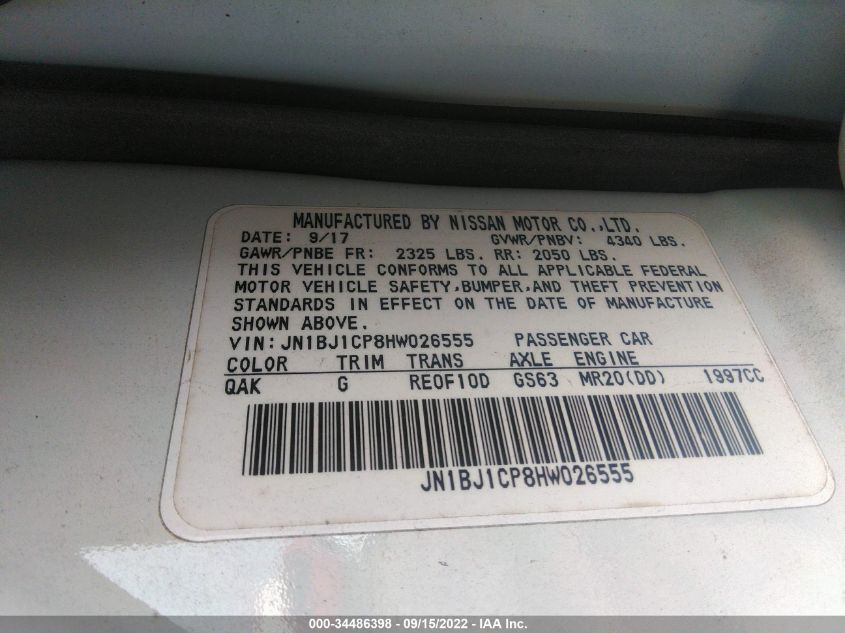 MANUFACTURED BY NISSAN MOTOR CO.,LTD.
DATE: 9/17 GVWR/PNBV: 4340 LBS.
GAWR/PNBE FR: 2325 LBS. RR: 2050 LBS.
THIS VEHICLE CONFORMS TO ALL APPLICABLE FEDERAL
MOTOR VEHICLE SAFETY,BUMPER,AND THEFT PREVENTION
STANDARDS IN EFFECT ON THE DATE OF MANUFACTURE
SHOWN ABOVE.
VIN: JN1BJ1CP8HW026555 PASSENGER CAR
COLOR TRIM TRANS AXLE ENGINE
QAK G RE0F10D GS63 MR20(DD) 1997CC
JN1BJ1CP8HW026555
000-34486398 - 09/15/2022 - IAA Inc.